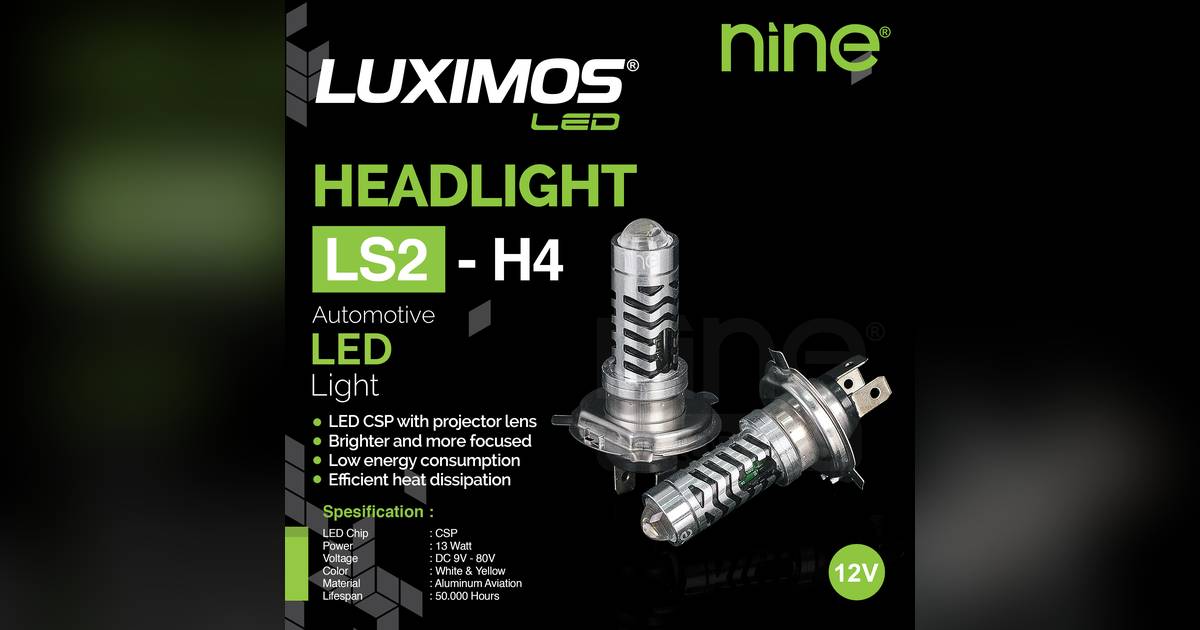 nine®
LUXIMOS®
LED
HEADLIGHT
LS2 - H4
nine
Automotive
LED
Light
nine®
LED CSP with projector lens
Brighter and more focused
Low energy consumption
Efficient heat dissipation
Spesification :
LED Chip : CSP
Power : 13 Watt
Voltage : DC 9V - 80V
Color : White & Yellow
Material : Aluminum Aviation
Lifespan : 50.000 Hours
12V